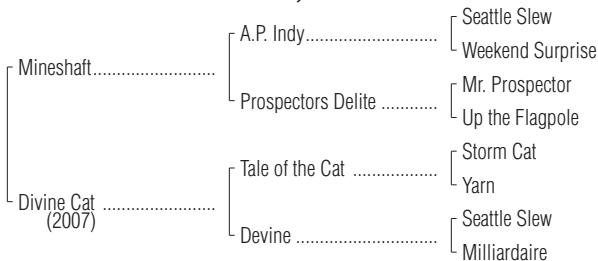 Seattle Slew
A.P. Indy
Weekend Surprise
Mineshaft
Mr. Prospector
Prospectors Delite
Up the Flagpole
Storm Cat
Tale of the Cat
Yarn
Divine Cat
(2007)
Seattle Slew
Devine
Milliardaire